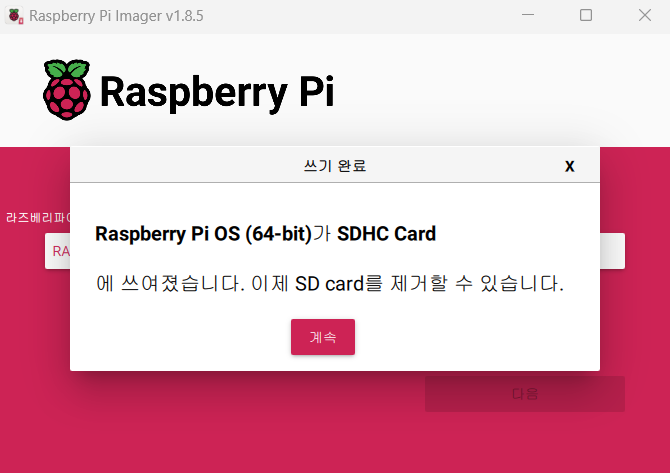 Raspberry Pi Imager v1.8.5
Raspberry Pi
쓰기 완료
X
라즈베리파이
RA
Raspberry Pi OS (64-bit)가 SDHC Card
에 쓰여졌습니다. 이제 SD card를 제거할 수 있습니다.
계속
다음